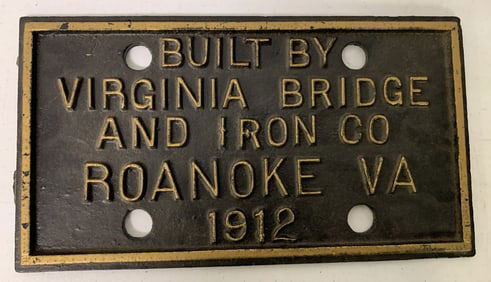 BUILT BY
VIRGINIA BRIDGE
AND IRON CO
ROANOKE VA
1912